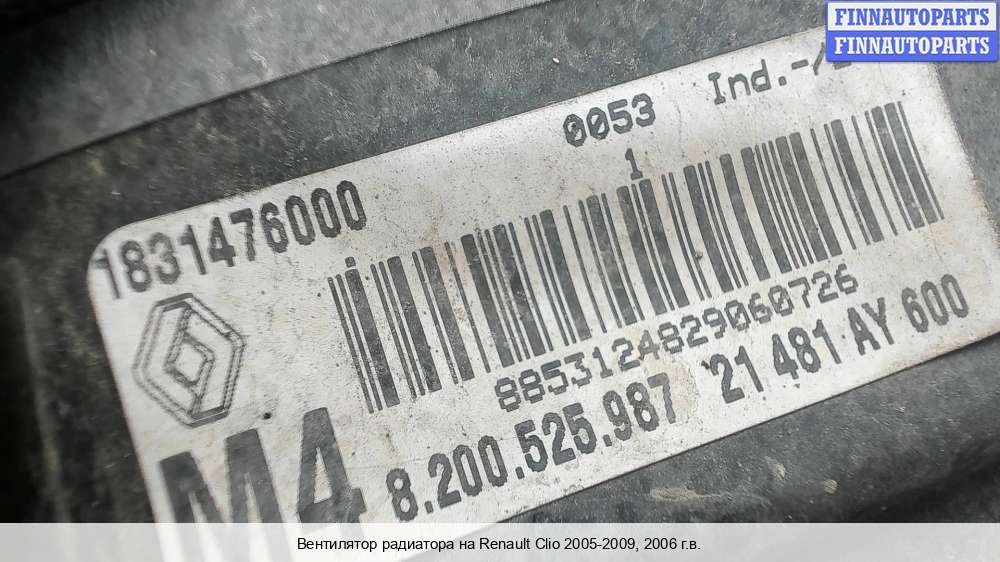 FINNAUTOPARTS
FINNAUTOPARTS
0053 Ind.-/
1831476000
1
8853124829060726
M4 8.200.525.987 21 481 AY 600
Вентилятор радиатора на Renault Clio 2005-2009, 2006 г.в.